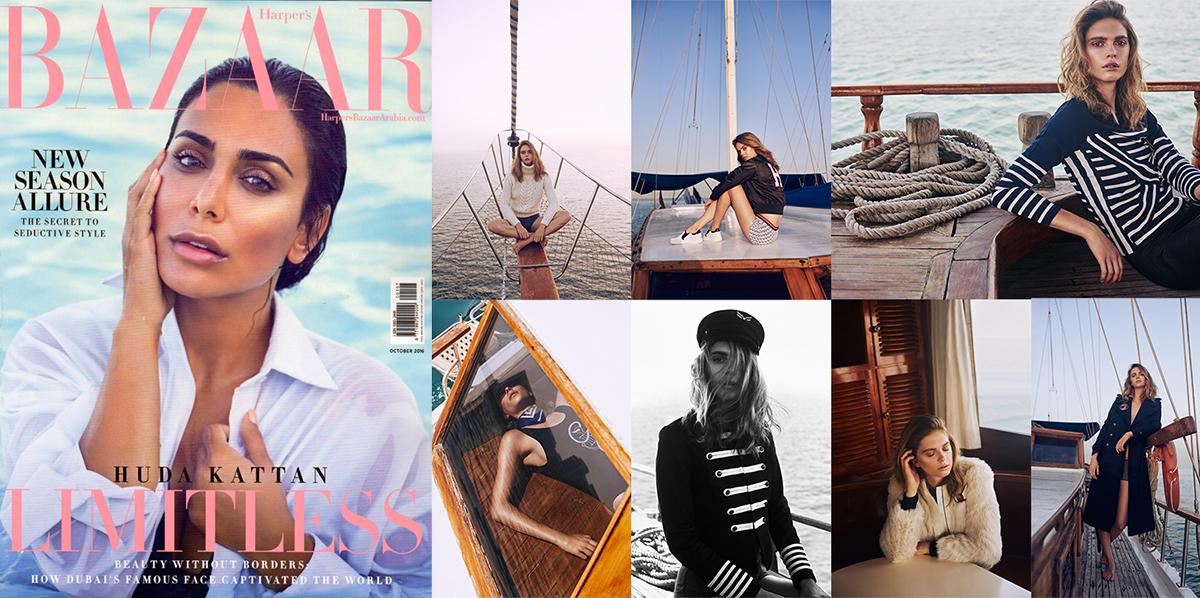 Harper's
BAZAAR
HarpersBazaarArabia.com
NEW
SEASON
ALLURE
THE SECRET TO
SEDUCTIVE STYLE
OCTOBER 2016
HUDA KATTAN
LIMITLESS
BEAUTY WITHOUT BORDERS:
HOW DUBAI'S FAMOUS FACE CAPTIVATED THE WORLD